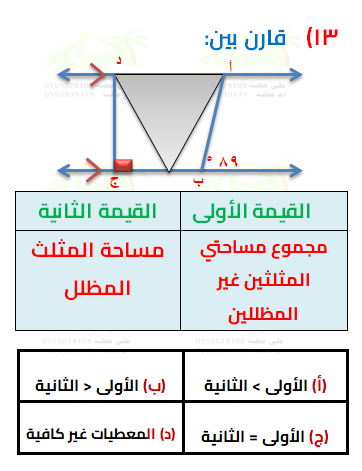 ١٣) قارن بين:
د
أ
٨٩ °
ج
ب
القيمة الأولى
القيمة الثانية
مجموع مساحتي المثلثين غير المظللين
مساحة المثلث المظلل
(أ) الأولى > الثانية
(ب) الأولى < الثانية
(ج) الأولى = الثانية
(د) المعطيات غير كافية